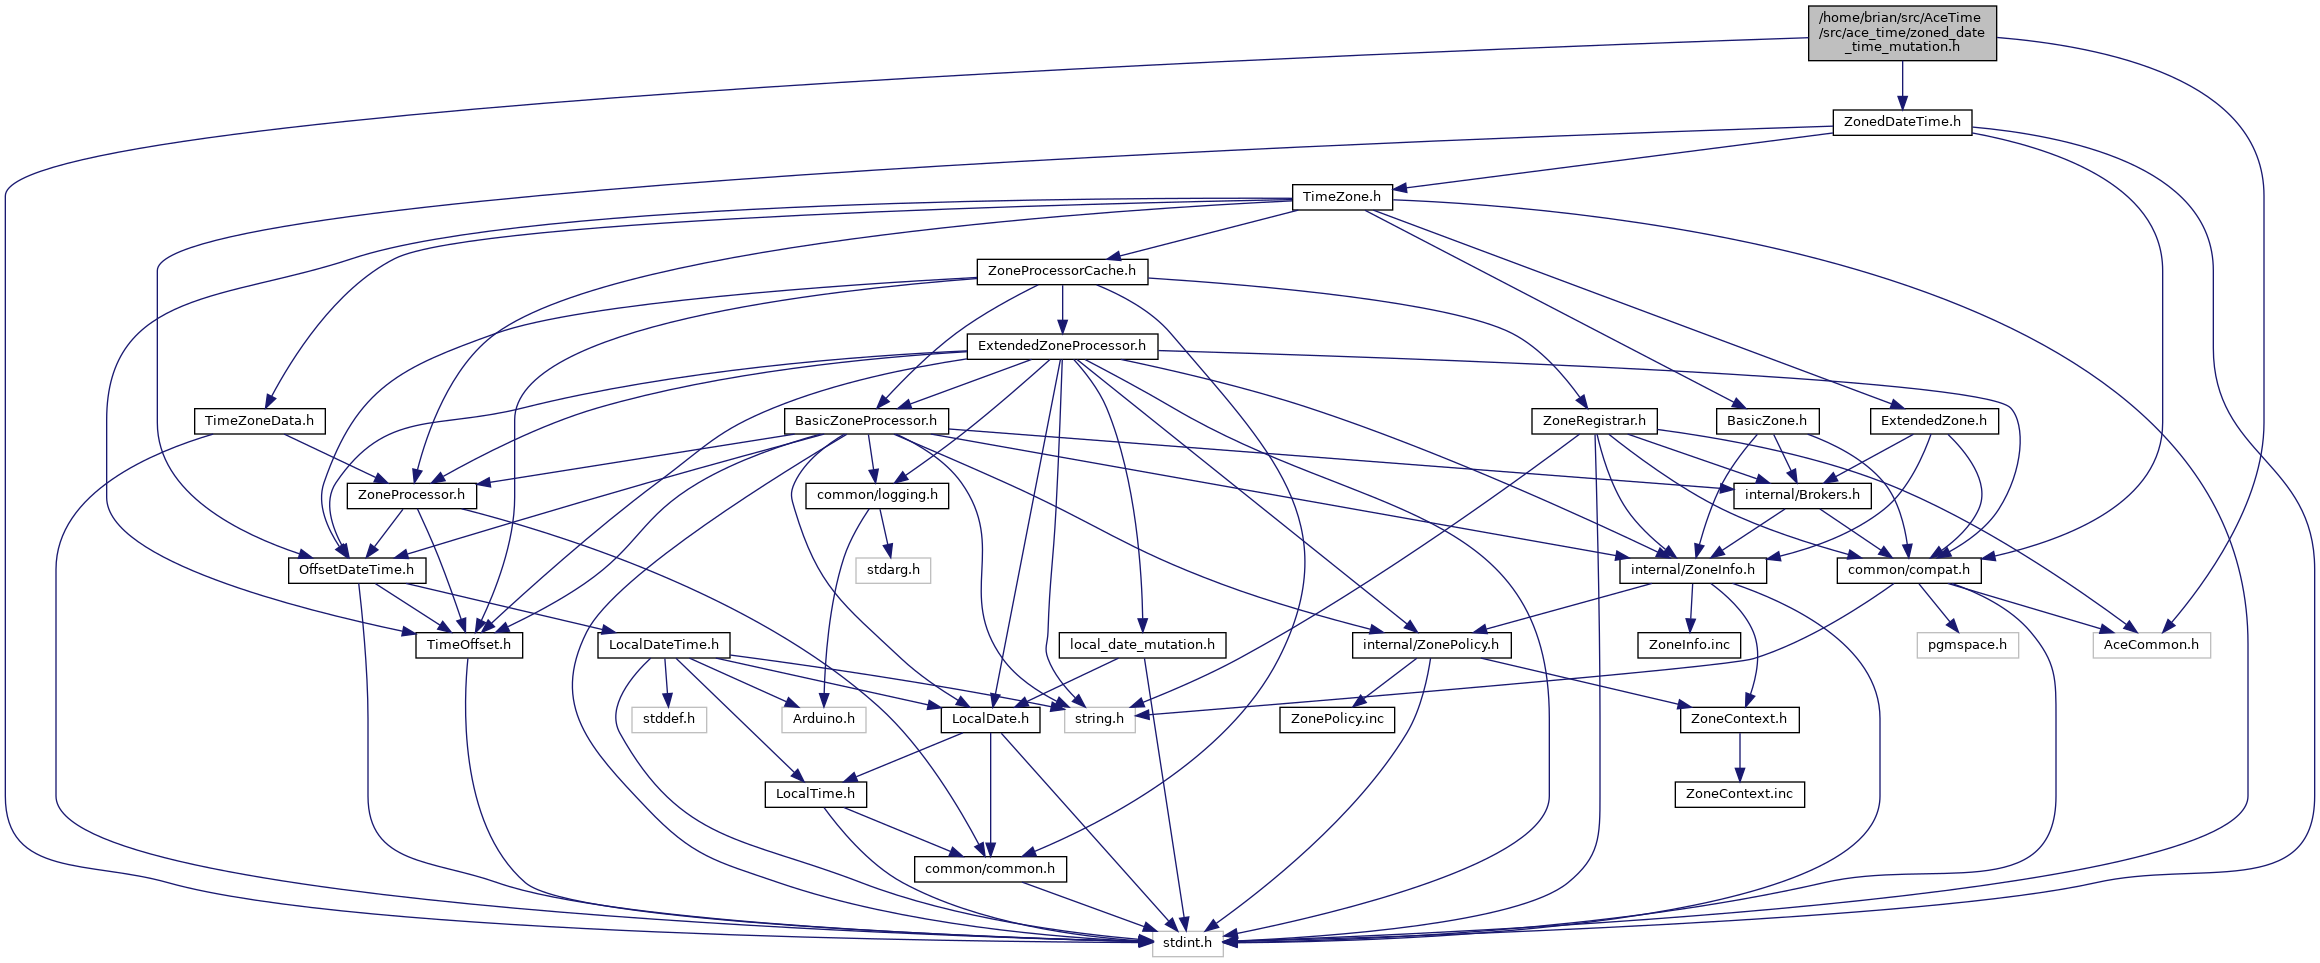 /home/brian/src/AceTime
/src/ace_time/zoned_date
_time_mutation.h
ZonedDateTime.h
TimeZone.h
ZoneProcessorCache.h
ExtendedZoneProcessor.h
TimeZoneData.h
BasicZoneProcessor.h
ZoneRegistrar.h
BasicZone.h
ExtendedZone.h
ZoneProcessor.h
common/logging.h
internal/Brokers.h
OffsetDateTime.h
stdarg.h
internal/ZoneInfo.h
common/compat.h
TimeOffset.h
LocalDateTime.h
local_date_mutation.h
internal/ZonePolicy.h
ZoneInfo.inc
pgmspace.h
AceCommon.h
stddef.h
Arduino.h
LocalDate.h
string.h
ZonePolicy.inc
ZoneContext.h
LocalTime.h
ZoneContext.inc
common/common.h
stdint.h